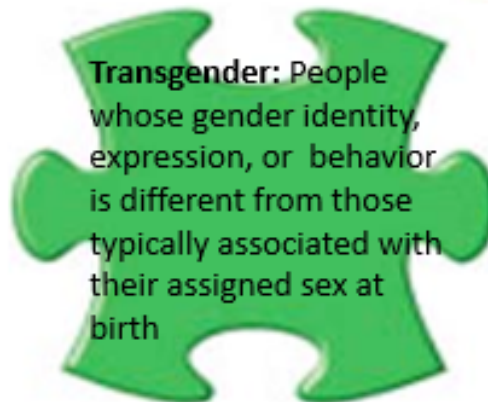 Transgender: People
whose gender identity,
expression, or  behavior
is different from those
typically associated with
their assigned sex at
birth